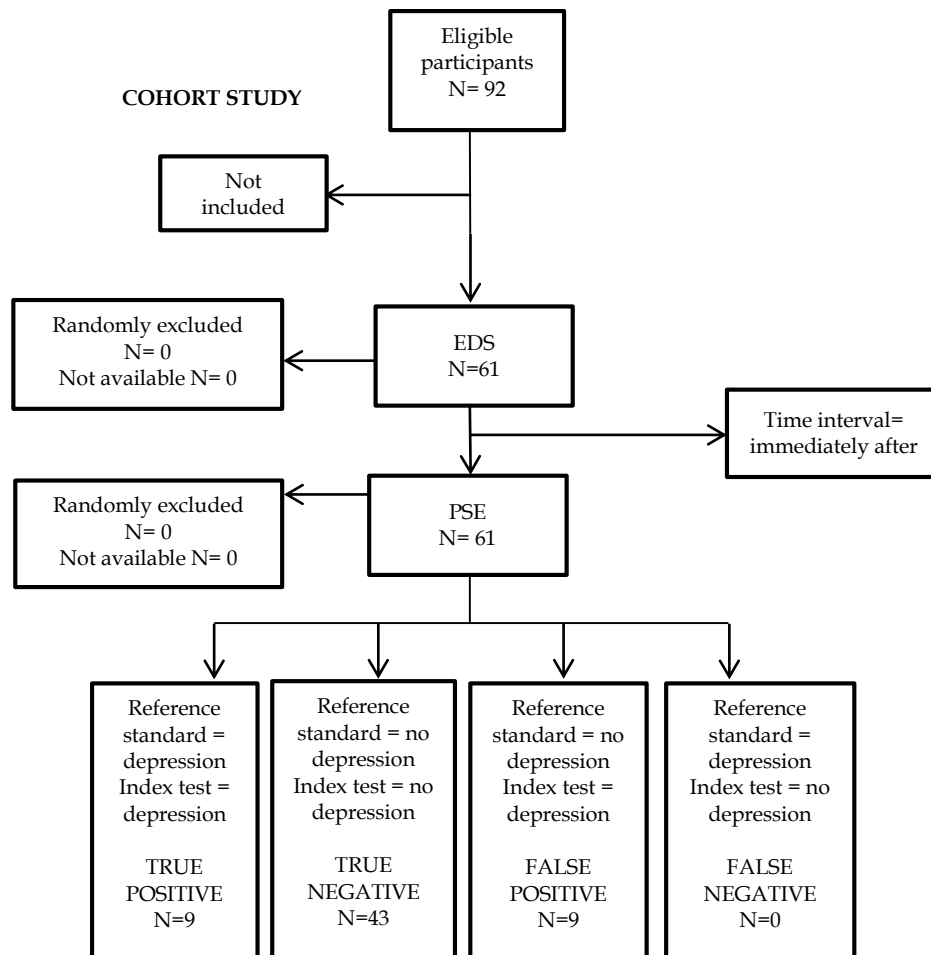 Eligible
participants
N= 92
COHORT STUDY
Not
included
Randomly excluded
N= 0
Not available N= 0
EDS
N=61
Time interval=
immediately after
Randomly excluded
N= 0
Not available N= 0
PSE
N= 61
Reference
standard =
depression
Index test =
depression
TRUE
POSITIVE
N=9
Reference
standard = no
depression
Index test = no
depression
TRUE
NEGATIVE
N=43
Reference
standard = no
depression
Index test =
depression
FALSE
POSITIVE
N=9
Reference
standard =
depression
Index test = no
depression
FALSE
NEGATIVE
N=0